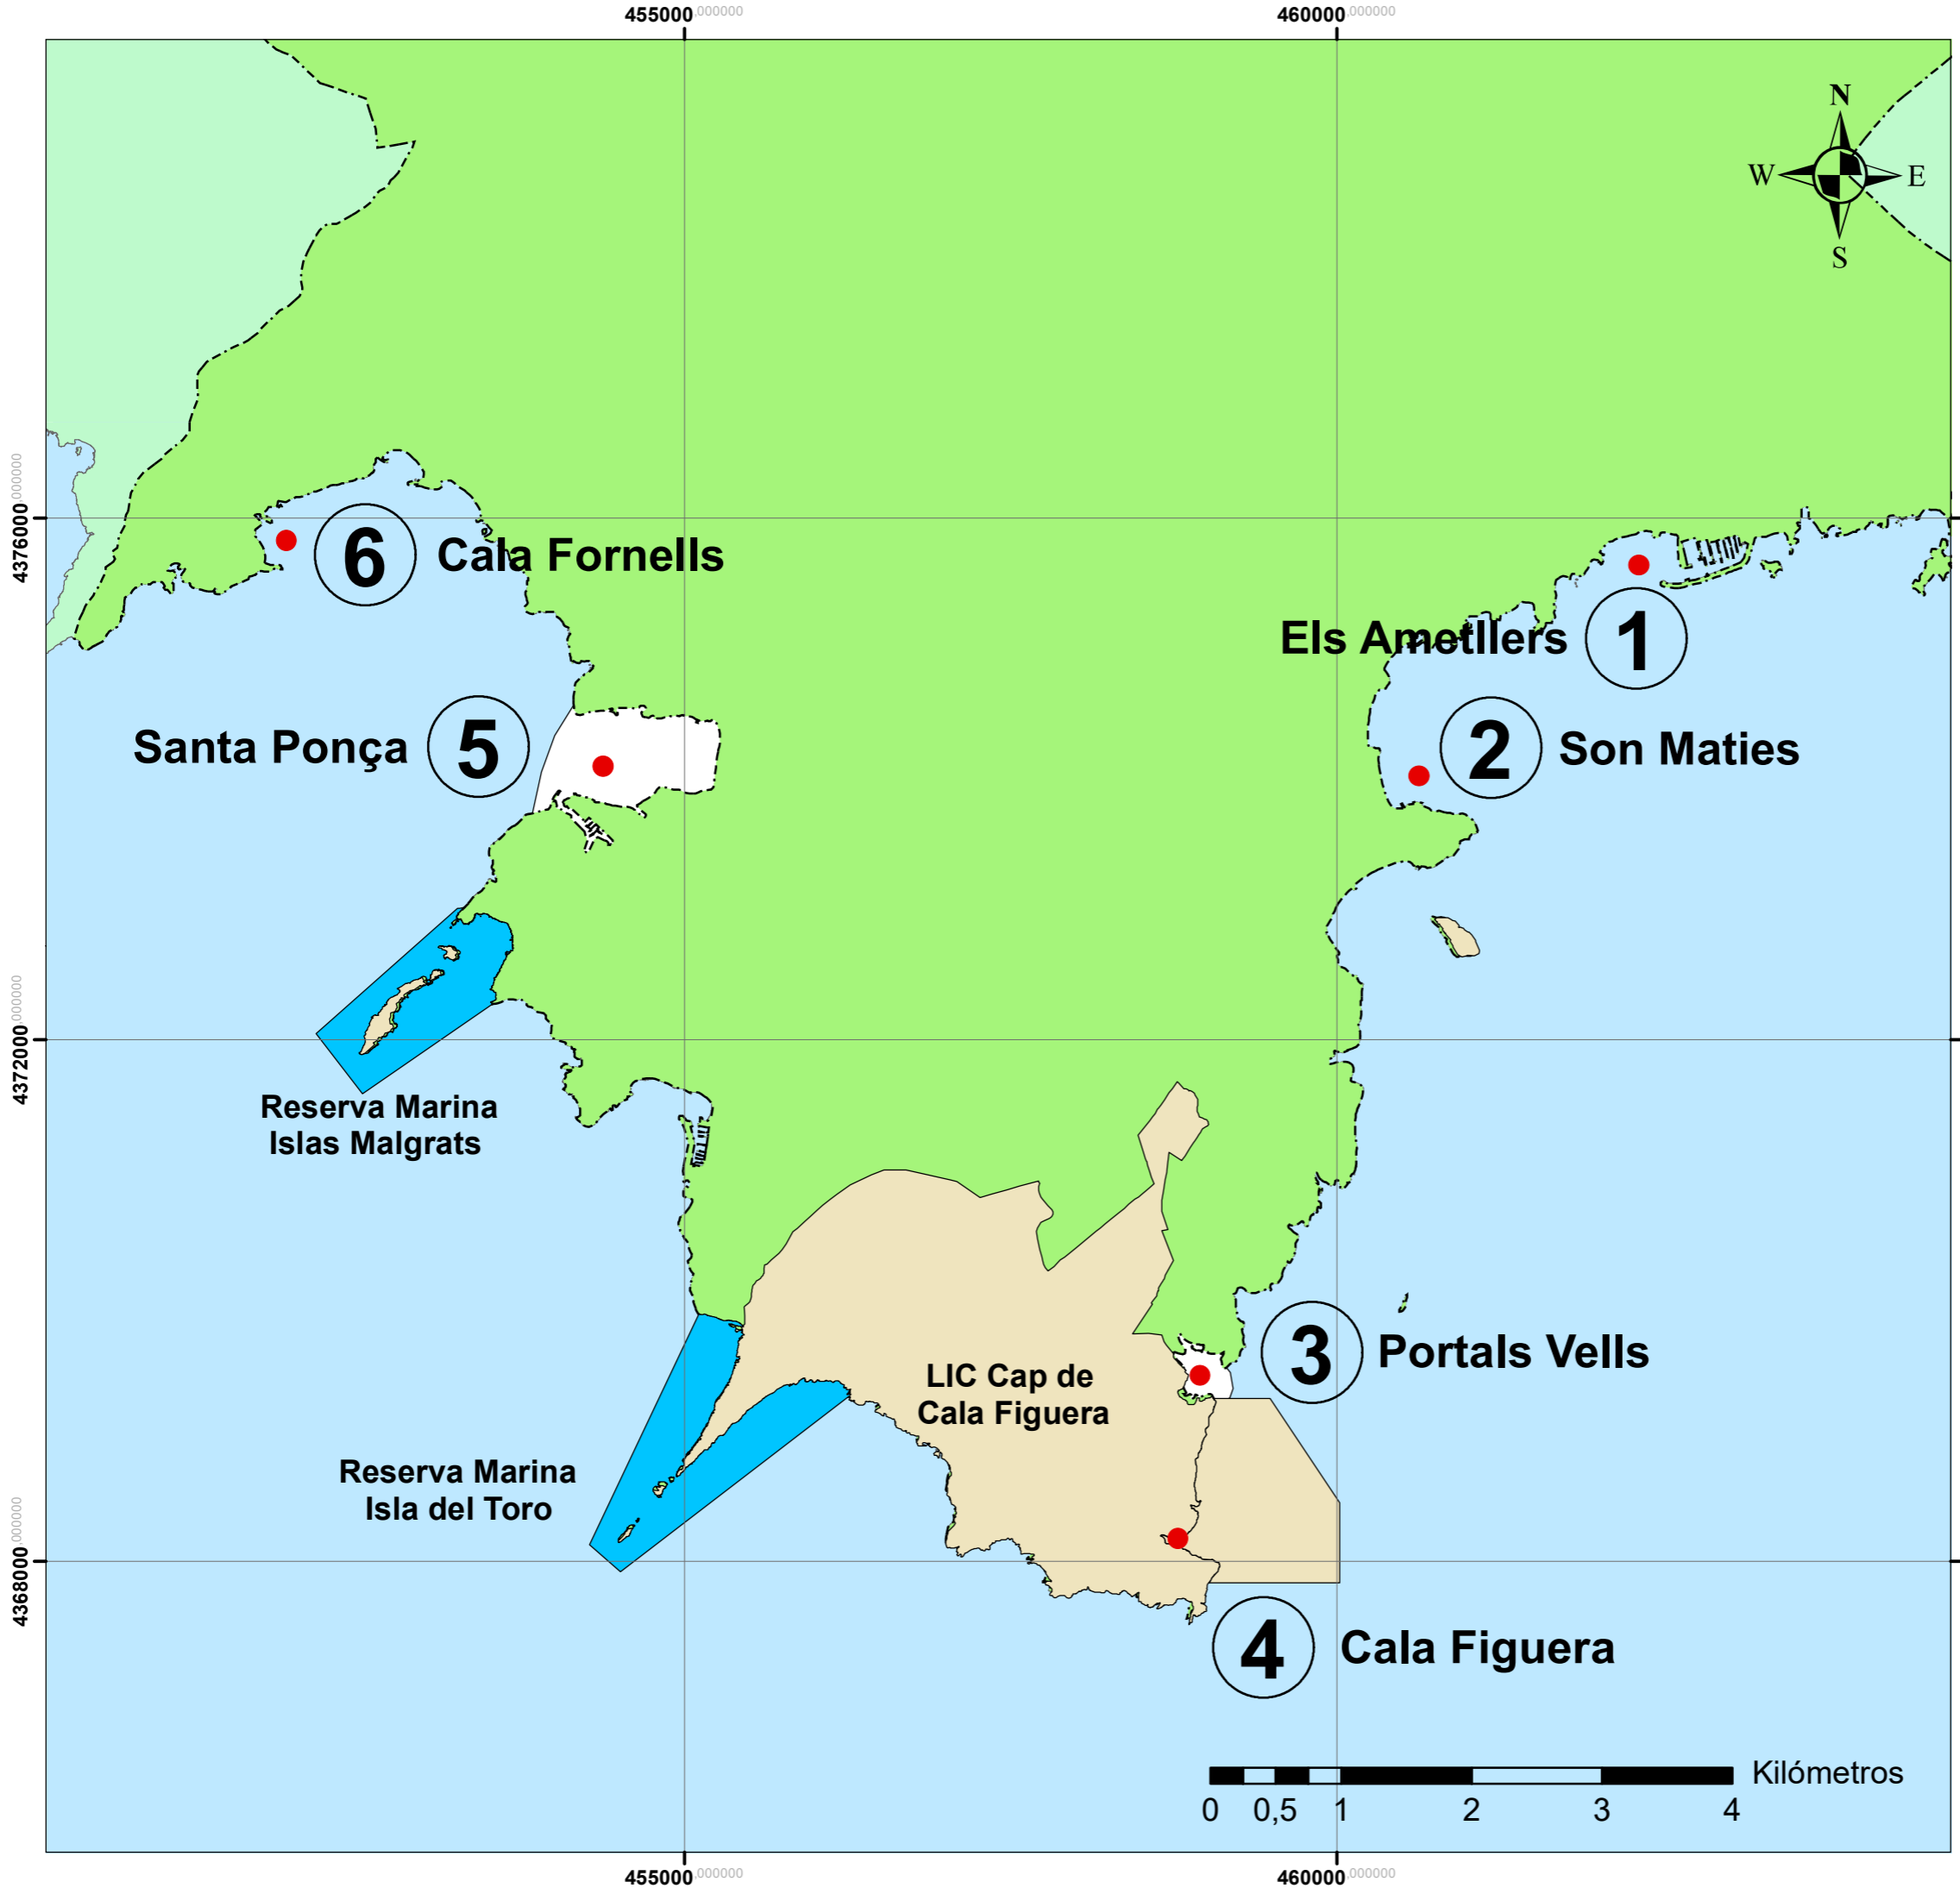 455000,000000
460000,000000
N
W
E
S
4376000,000000
6
Cala Fornells
Els Ametllers
1
Santa Ponça
5
2
Son Maties
4372000,000000
Reserva Marina
Islas Malgrats
3
Portals Vells
LIC Cap de
Cala Figuera
Reserva Marina
Isla del Toro
4368000,000000
4
Cala Figuera
Kilómetros
0
0,5
1
2
3
4
455000,000000
460000,000000